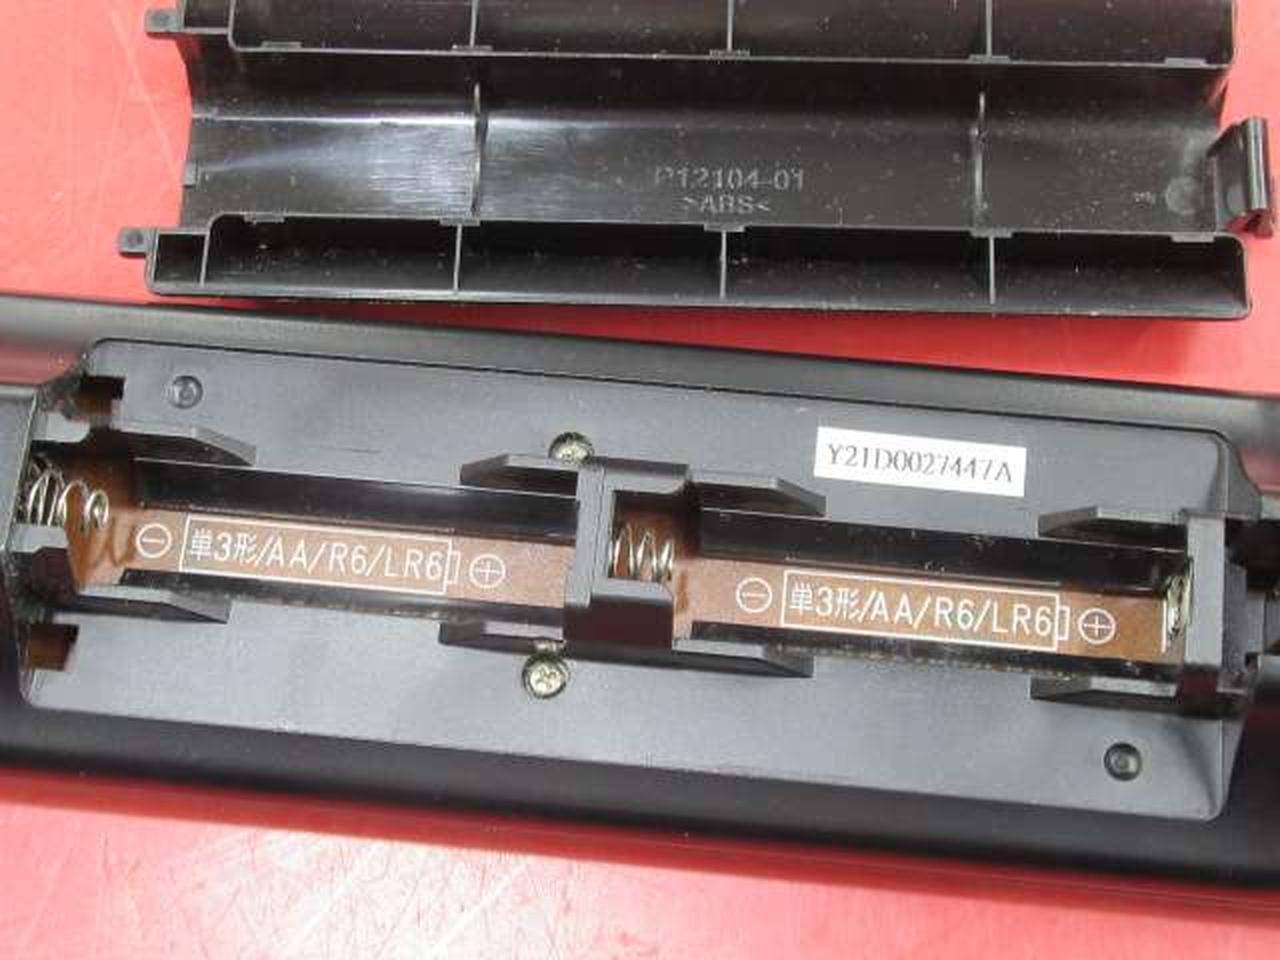 P12104-01
>ABS<
Y21D0027447A
⊖ 単3形/AA/R6/LR6 ⊕
⊖ 単3形/AA/R6/LR6 ⊕